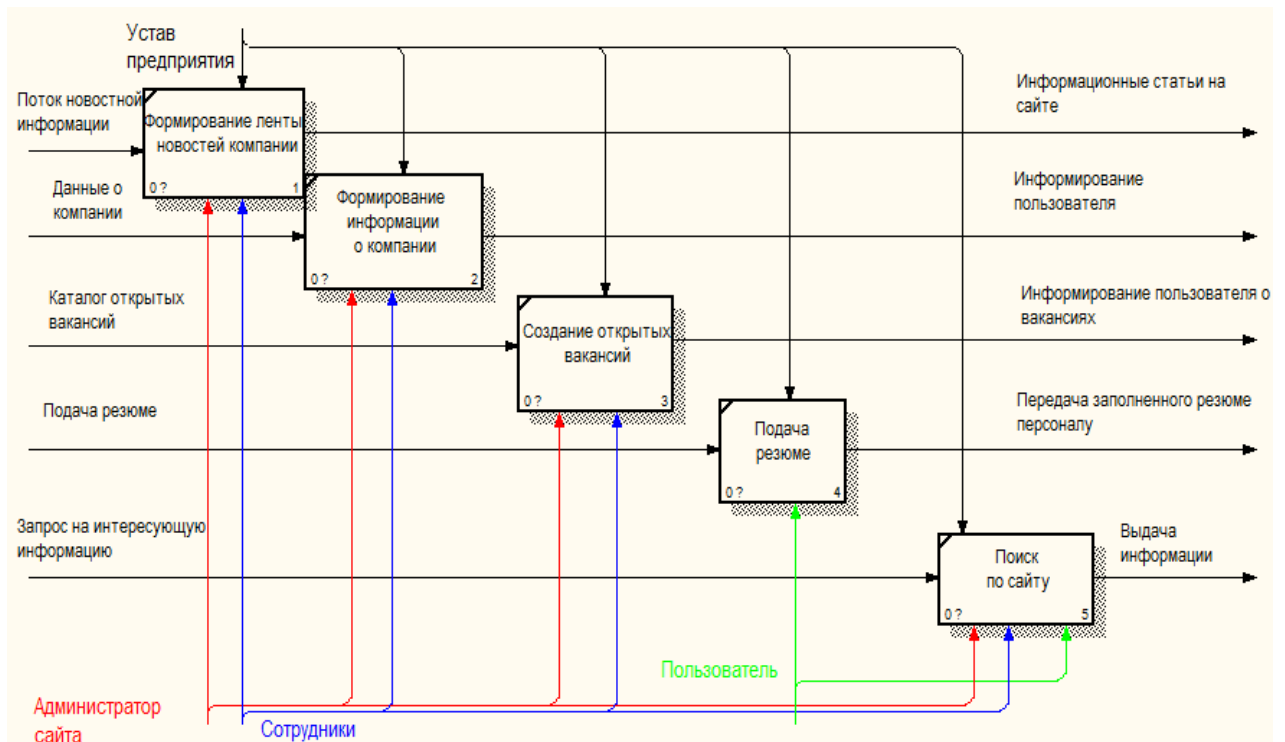 Устав
предприятия
Поток новостной
информации
Формирование ленты
новостей компании
0 ?
1
Информационные статьи на
сайте
Данные о
компании
Формирование
информации
о компании
0 ?
2
Информирование
пользователя
Каталог открытых
вакансий
Создание открытых
вакансий
0 ?
3
Информирование пользователя о
вакансиях
Подача резюме
Подача
резюме
0 ?
4
Передача заполненного резюме
персоналу
Запрос на интересующую
информацию
Поиск
по сайту
0 ?
5
Выдача
информации
Пользователь
Администратор
сайта
Сотрудники